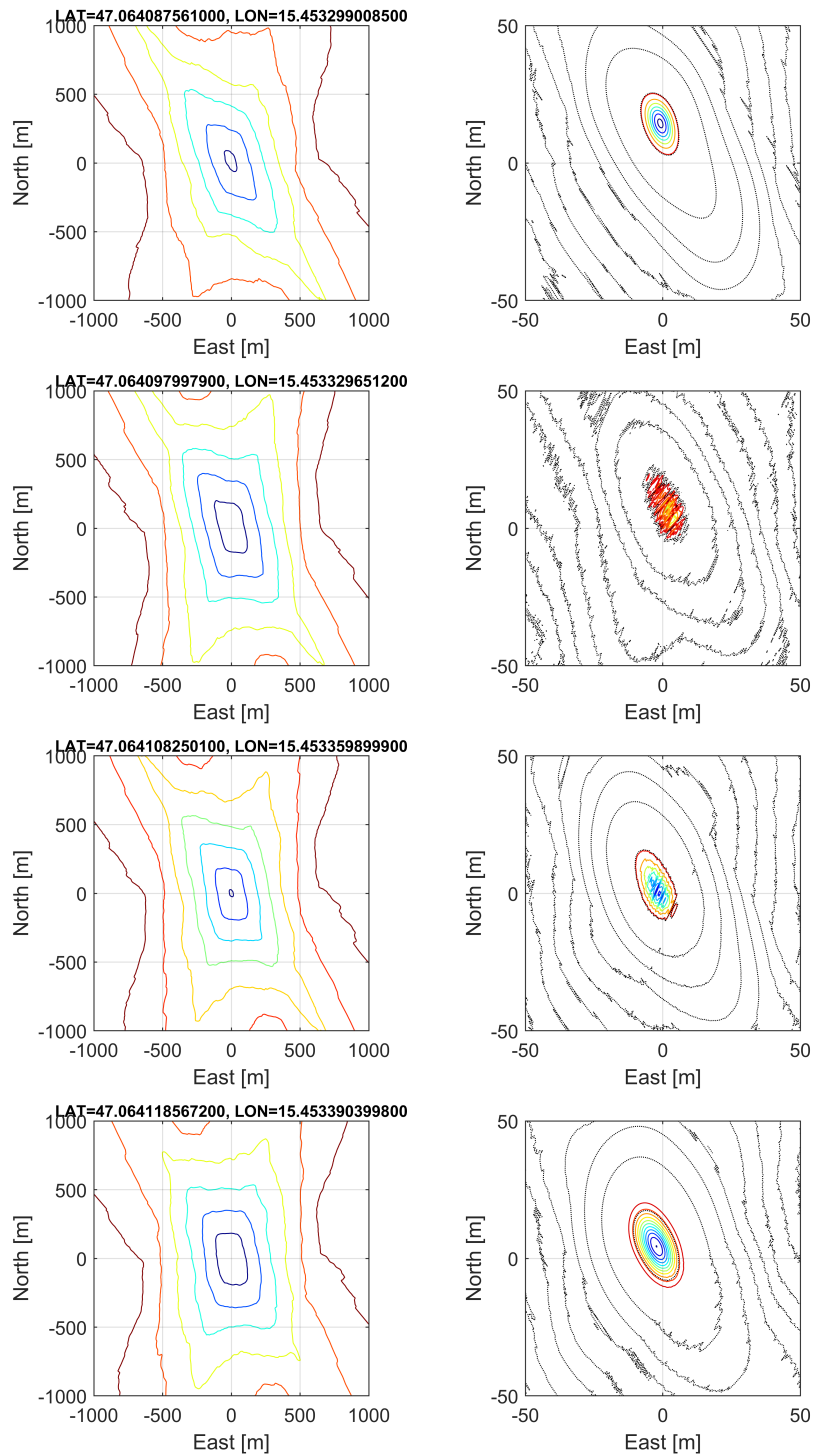 LAT=47.064087561000, LON=15.453299008500
1000
500
0
-500
-1000
North [m]
-1000 -500 0 500 1000
East [m]
50
0
-50
North [m]
-50 0 50
East [m]
LAT=47.064097997900, LON=15.453329651200
1000
500
0
-500
-1000
North [m]
-1000 -500 0 500 1000
East [m]
50
0
-50
North [m]
-50 0 50
East [m]
LAT=47.064108250100, LON=15.453359899900
1000
500
0
-500
-1000
North [m]
-1000 -500 0 500 1000
East [m]
50
0
-50
North [m]
-50 0 50
East [m]
LAT=47.064118567200, LON=15.453390399800
1000
500
0
-500
-1000
North [m]
-1000 -500 0 500 1000
East [m]
50
0
-50
North [m]
-50 0 50
East [m]